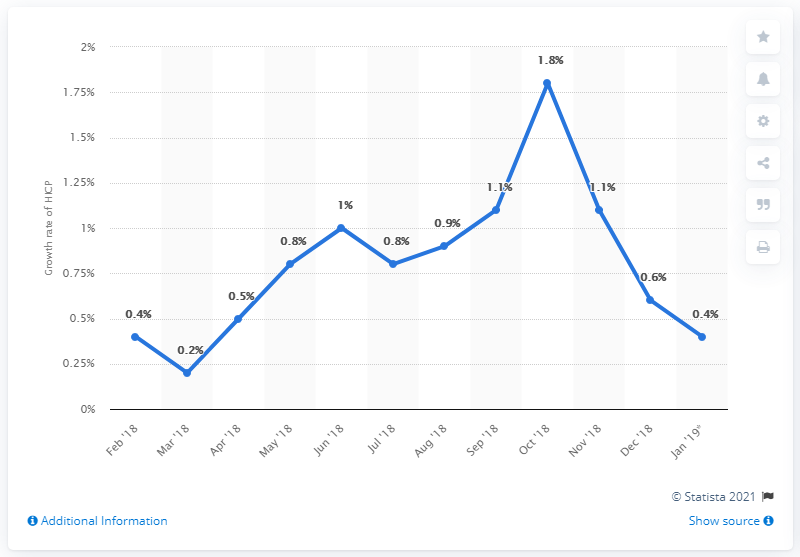 2%
1.75%
1.5%
1.25%
1%
0.75%
0.5%
0.25%
0%
Growth rate of HICP
0.4%
0.2%
0.5%
0.8%
1%
0.8%
0.9%
1.1%
1.8%
1.1%
0.6%
0.4%
Feb '18
Mar '18
Apr '18
May '18
Jun '18
Jul '18
Aug '18
Sep '18
Oct '18
Nov '18
Dec '18
Jan '19*
© Statista 2021
Additional Information
Show source